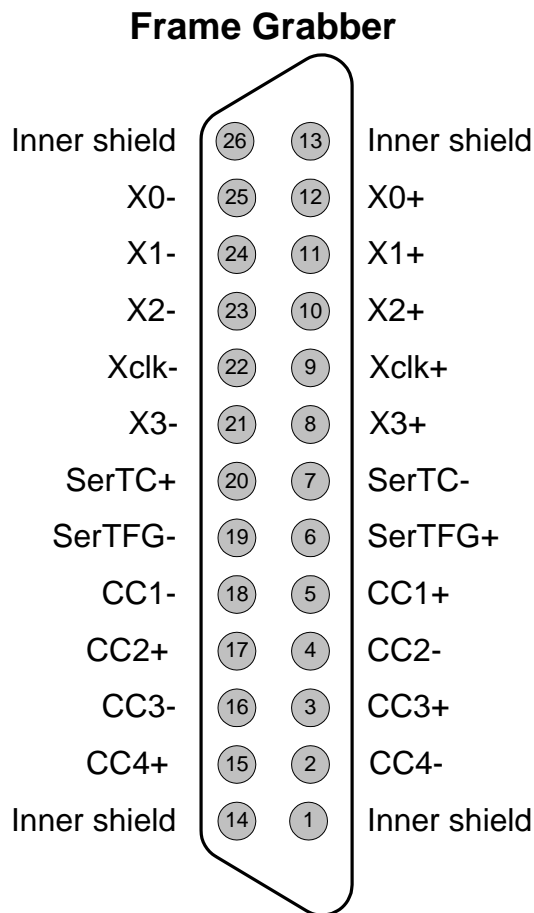 Frame Grabber
Inner shield 26 13 Inner shield
X0- 25 12 X0+
X1- 24 11 X1+
X2- 23 10 X2+
Xclk- 22 9 Xclk+
X3- 21 8 X3+
SerTC+ 20 7 SerTC-
SerTFG- 19 6 SerTFG+
CC1- 18 5 CC1+
CC2+ 17 4 CC2-
CC3- 16 3 CC3+
CC4+ 15 2 CC4-
Inner shield 14 1 Inner shield